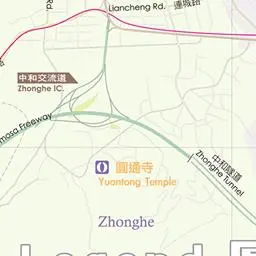 Liancheng Rd.
連城路
中和交流道
Zhonghe IC.
mosa Freeway
圓通寺
Yuantong Temple
中和隧道
Zhonghe Tunnel
Zhonghe